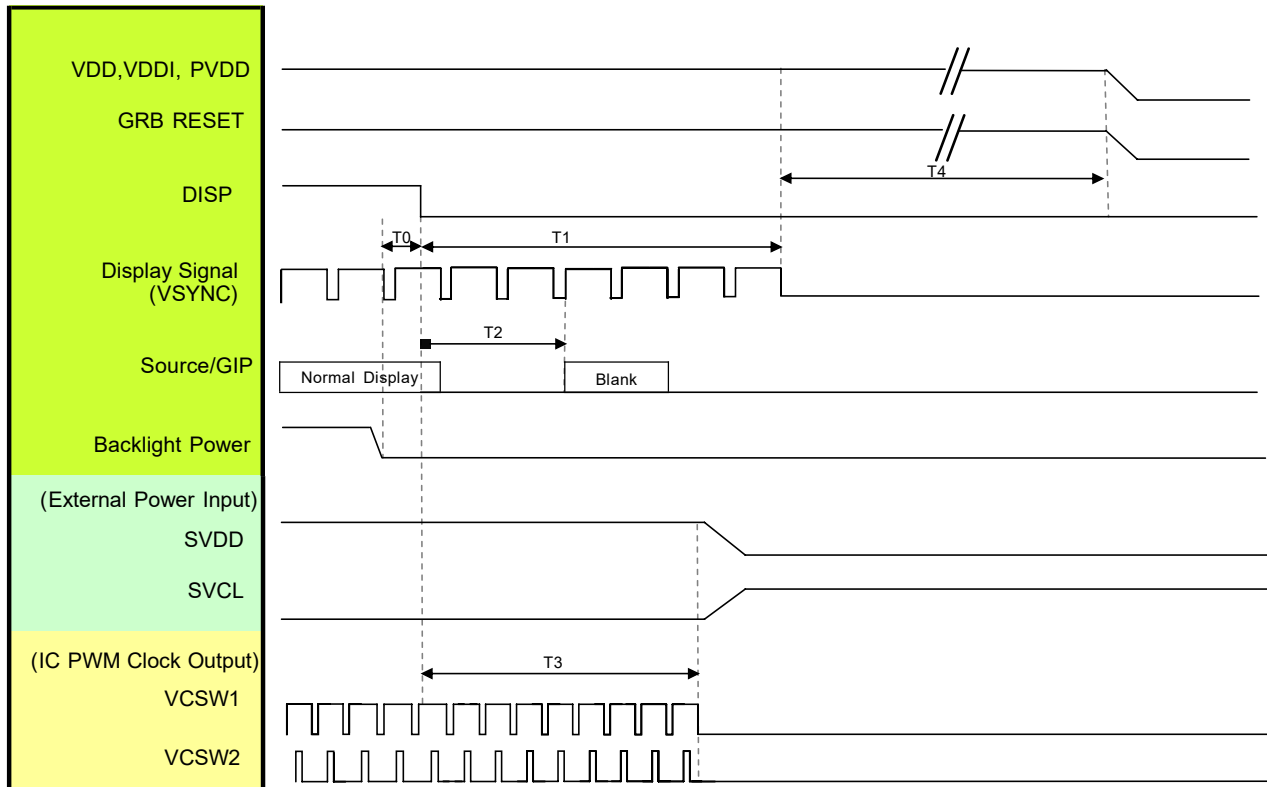 VDD,VDDI, PVDD
GRB RESET
T4
DISP
T0
T1
Display Signal
(VSYNC)
T2
Source/GIP
Normal Display
Blank
Backlight Power
(External Power Input)
SVDD
SVCL
(IC PWM Clock Output)
T3
VCSW1
VCSW2